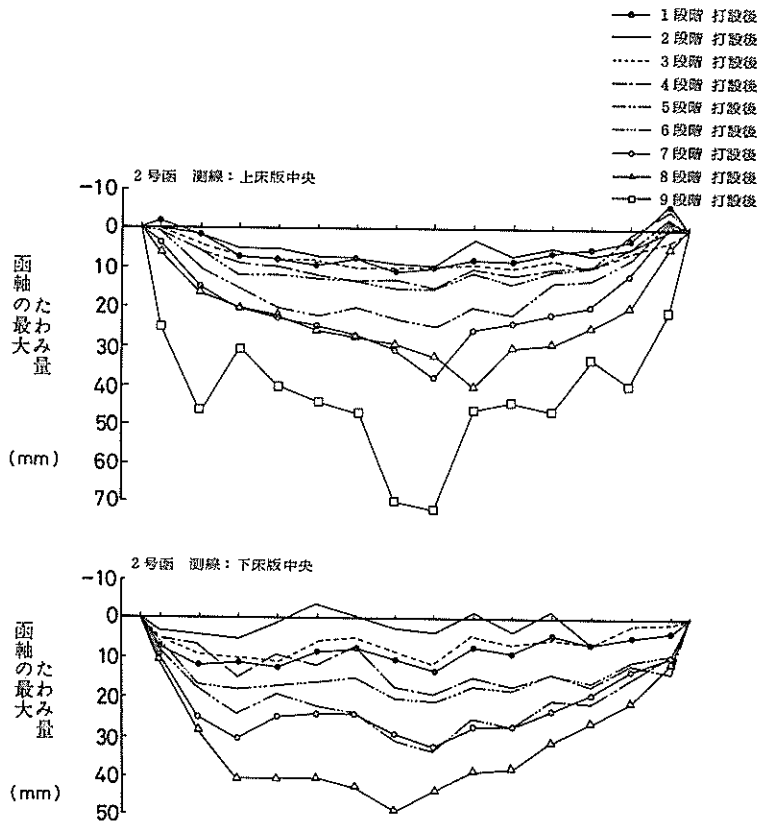 1段階 打設後
2段階 打設後
3段階 打設後
4段階 打設後
5段階 打設後
6段階 打設後
7段階 打設後
8段階 打設後
9段階 打設後
2号函 測線:上床版中央
-10
0
10
20
30
40
50
60
70
函軸の最大
たわみ量
(mm)
2号函 測線:下床版中央
-10
0
10
20
30
40
50
函軸の最大
たわみ量
(mm)